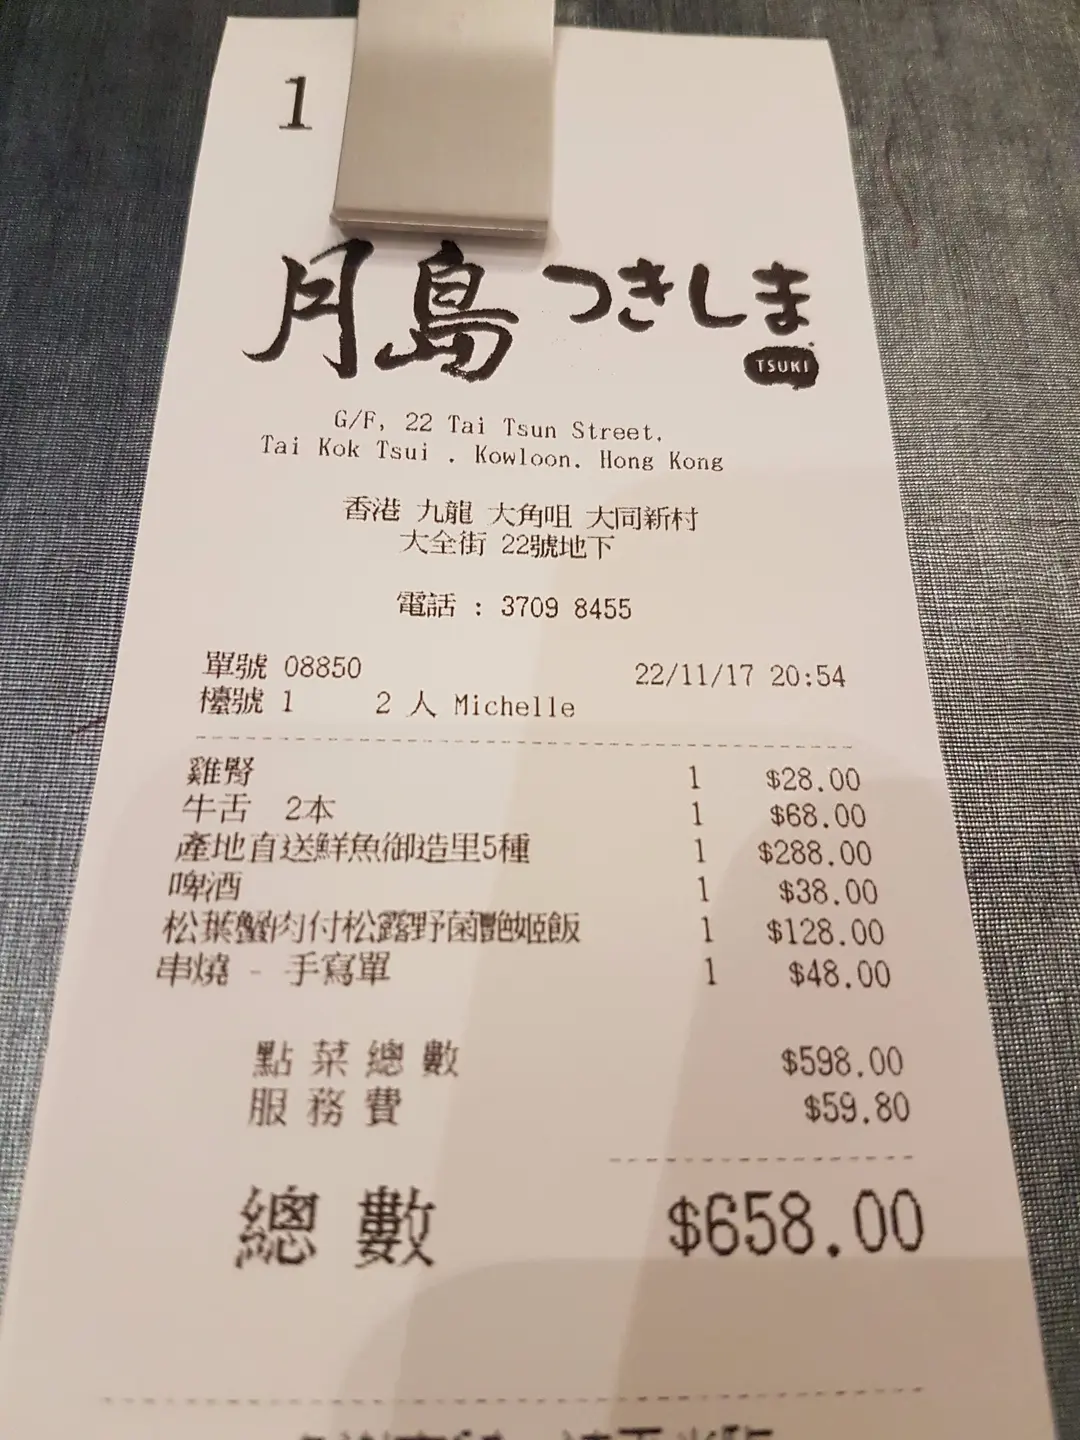 1
月島 つきしま
TSUKI
G/F, 22 Tai Tsun Street,
Tai Kok Tsui . Kowloon. Hong Kong
香港 九龍 大角咀 大同新村
大全街 22號地下
電話 : 3709 8455
單號 08850 22/11/17 20:54
檯號 1 2 人 Michelle
雞腎 1 $28.00
牛舌 2本 1 $68.00
產地直送鮮魚御造里5種 1 $288.00
啤酒 1 $38.00
松葉蟹肉付松露野菌艷姬飯 1 $128.00
串燒 - 手寫單 1 $48.00
點菜總數 $598.00
服務費 $59.80
總數 $658.00